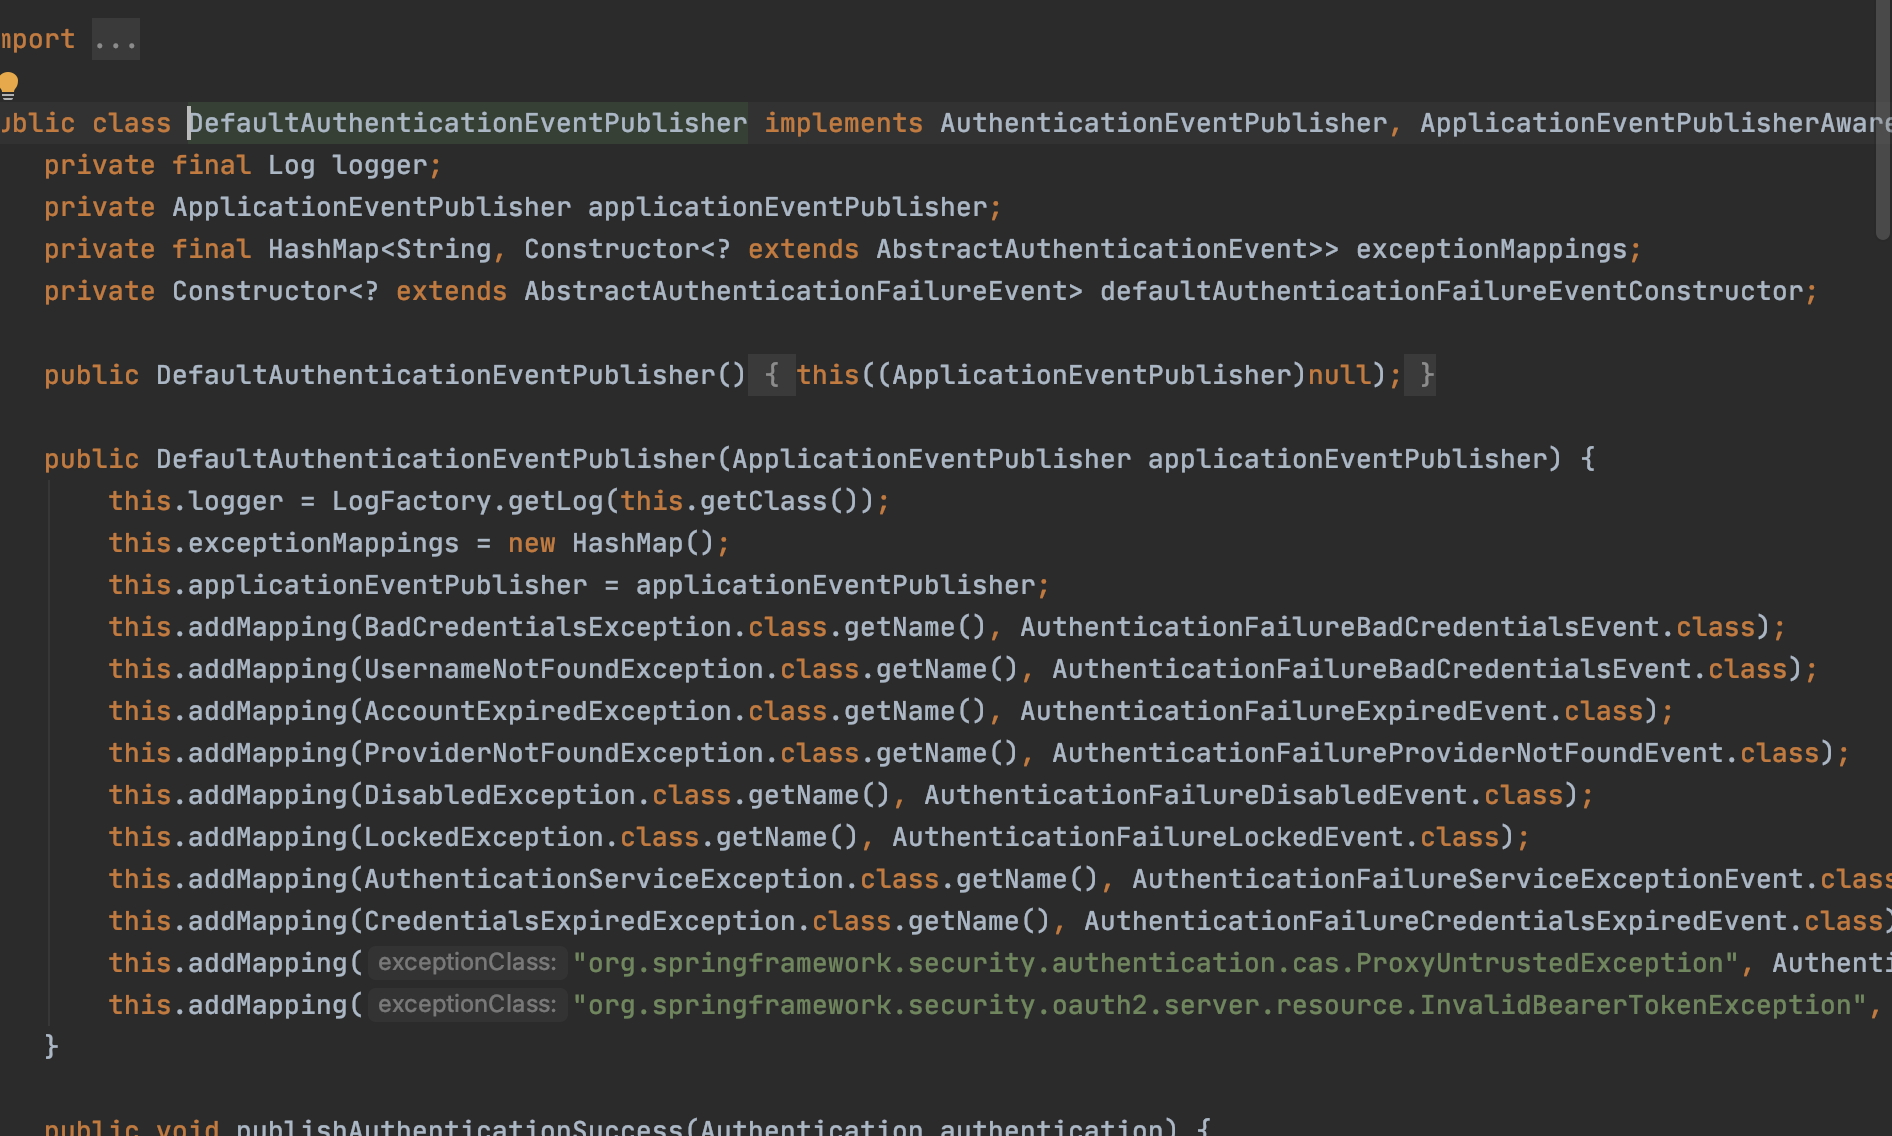 mport ...
ublic class DefaultAuthenticationEventPublisher implements AuthenticationEventPublisher, ApplicationEventPublisherAware
private final Log logger;
private ApplicationEventPublisher applicationEventPublisher;
private final HashMap<String, Constructor<? extends AbstractAuthenticationEvent>> exceptionMappings;
private Constructor<? extends AbstractAuthenticationFailureEvent> defaultAuthenticationFailureEventConstructor;
public DefaultAuthenticationEventPublisher() { this((ApplicationEventPublisher)null); }
public DefaultAuthenticationEventPublisher(ApplicationEventPublisher applicationEventPublisher) {
this.logger = LogFactory.getLog(this.getClass());
this.exceptionMappings = new HashMap();
this.applicationEventPublisher = applicationEventPublisher;
this.addMapping(BadCredentialsException.class.getName(), AuthenticationFailureBadCredentialsEvent.class);
this.addMapping(UsernameNotFoundException.class.getName(), AuthenticationFailureBadCredentialsEvent.class);
this.addMapping(AccountExpiredException.class.getName(), AuthenticationFailureExpiredEvent.class);
this.addMapping(ProviderNotFoundException.class.getName(), AuthenticationFailureProviderNotFoundEvent.class);
this.addMapping(DisabledException.class.getName(), AuthenticationFailureDisabledEvent.class);
this.addMapping(LockedException.class.getName(), AuthenticationFailureLockedEvent.class);
this.addMapping(AuthenticationServiceException.class.getName(), AuthenticationFailureServiceExceptionEvent.class
this.addMapping(CredentialsExpiredException.class.getName(), AuthenticationFailureCredentialsExpiredEvent.class)
this.addMapping( exceptionClass: "org.springframework.security.authentication.cas.ProxyUntrustedException", Authenti
this.addMapping( exceptionClass: "org.springframework.security.oauth2.server.resource.InvalidBearerTokenException",
}
public void publishAuthenticationSuccess(Authentication authentication) {